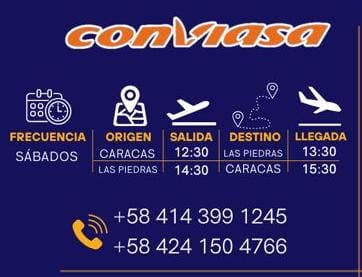 conviasa
FRECUENCIA ORIGEN SALIDA DESTINO LLEGADA
SÁBADOS CARACAS 12:30 LAS PIEDRAS 13:30
LAS PIEDRAS 14:30 CARACAS 15:30
+58 414 399 1245
+58 424 150 4766